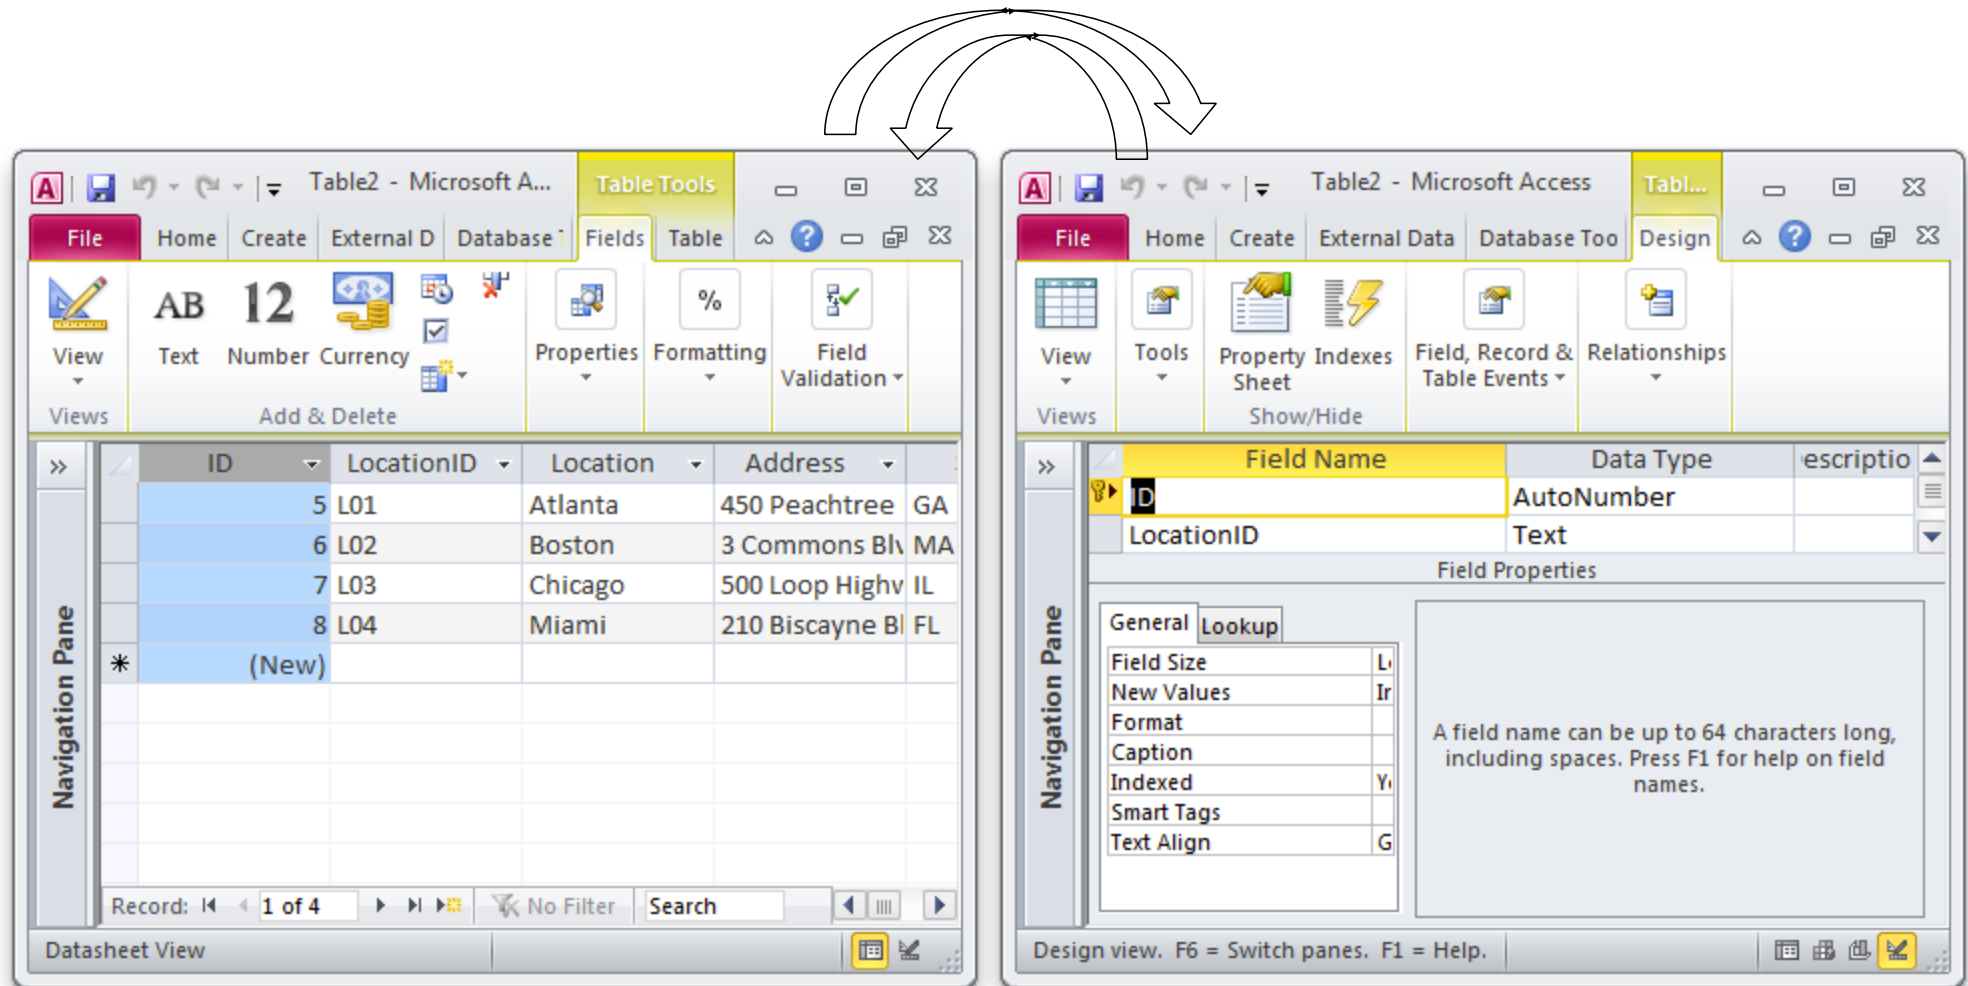 Table2 - Microsoft A...
Table Tools
File Home Create External D Database Fields Table
AB 12
View Text Number Currency Properties Formatting Field
Validation
Views Add & Delete
ID LocationID Location Address
5 L01 Atlanta 450 Peachtree GA
6 L02 Boston 3 Commons Blv MA
7 L03 Chicago 500 Loop Highw IL
8 L04 Miami 210 Biscayne Bl FL
* (New)
Navigation Pane
Record: 1 of 4 No Filter Search
Datasheet View
Table2 - Microsoft Access
Tabl...
File Home Create External Data Database Too Design
View Tools Property Sheet Indexes Field, Record & Relationships
Table Events
Views Show/Hide
Field Name Data Type escriptio
ID AutoNumber
LocationID Text
Field Properties
Navigation Pane
General Lookup
Field Size
New Values Ir
Format
Caption
Indexed
Smart Tags
Text Align G
A field name can be up to 64 characters long,
including spaces. Press F1 for help on field
names.
Design view. F6 = Switch panes. F1 = Help.